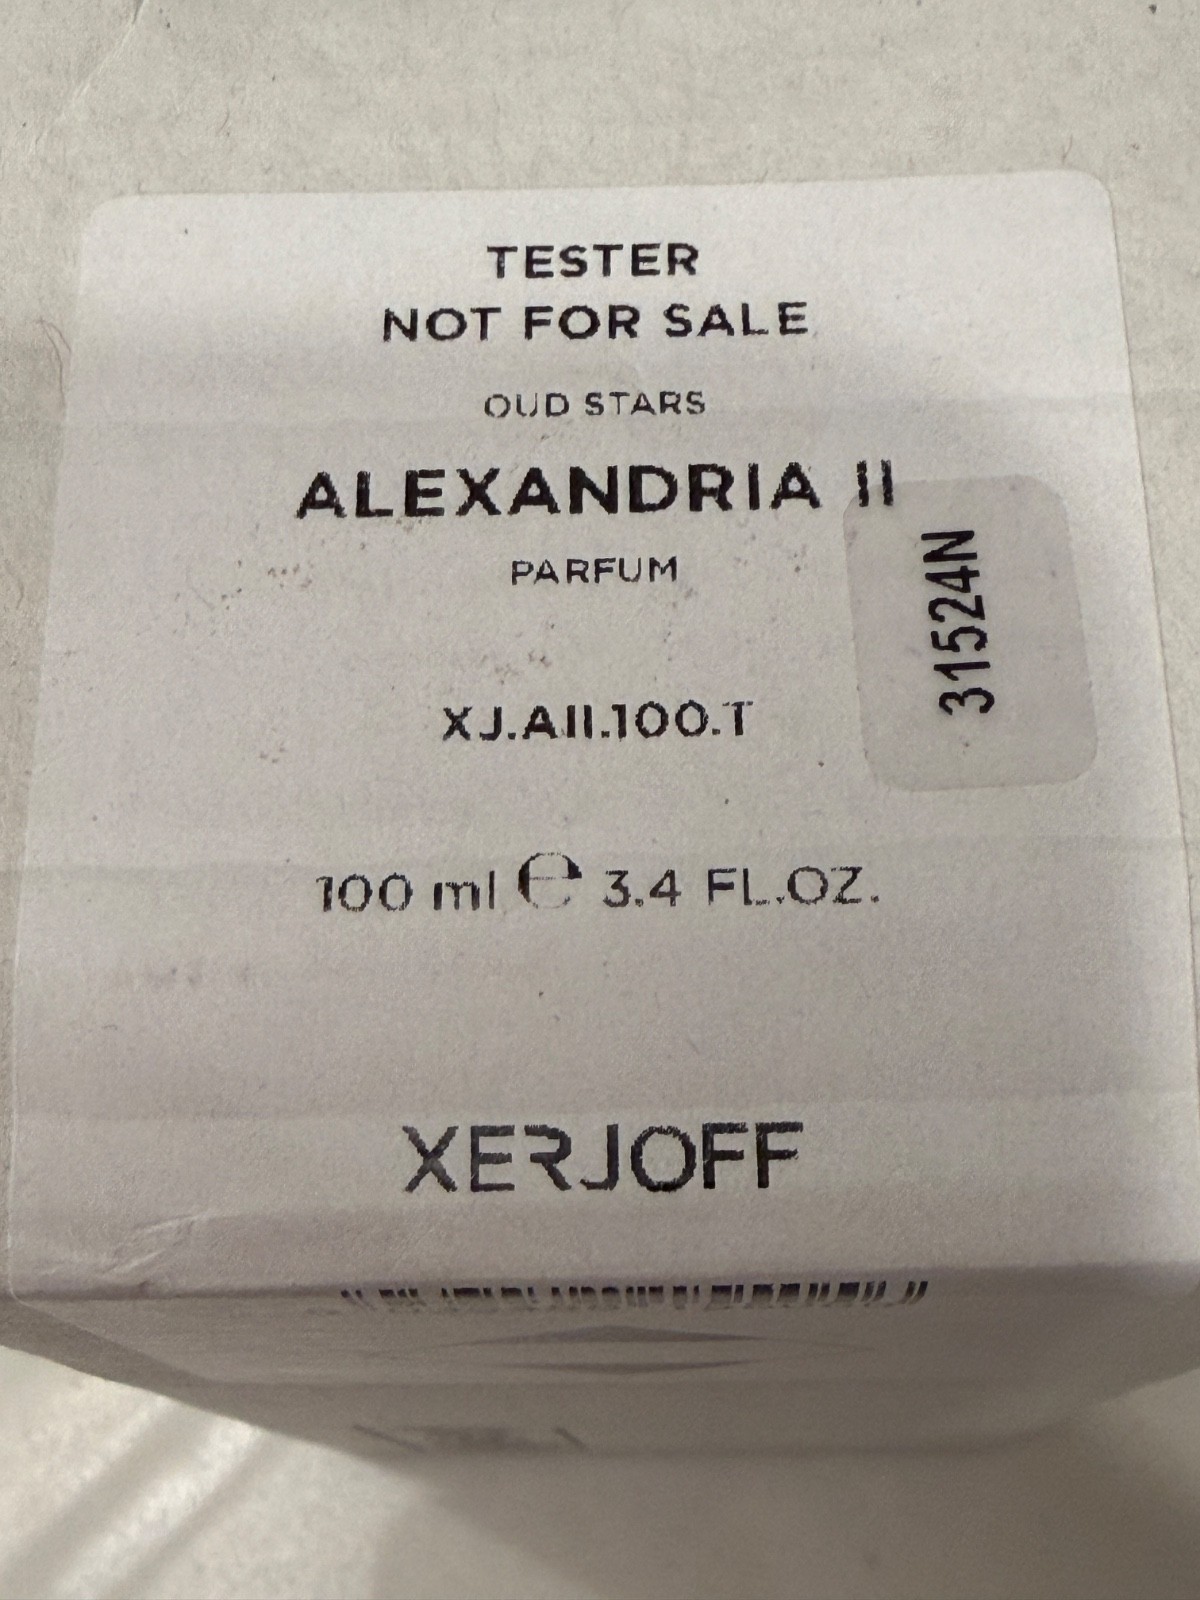 TESTER
NOT FOR SALE
OUD STARS
ALEXANDRIA II
PARFUM
31524N
XJ.AII.100.T
100 ml ℮ 3.4 FL.OZ.
XERJOFF